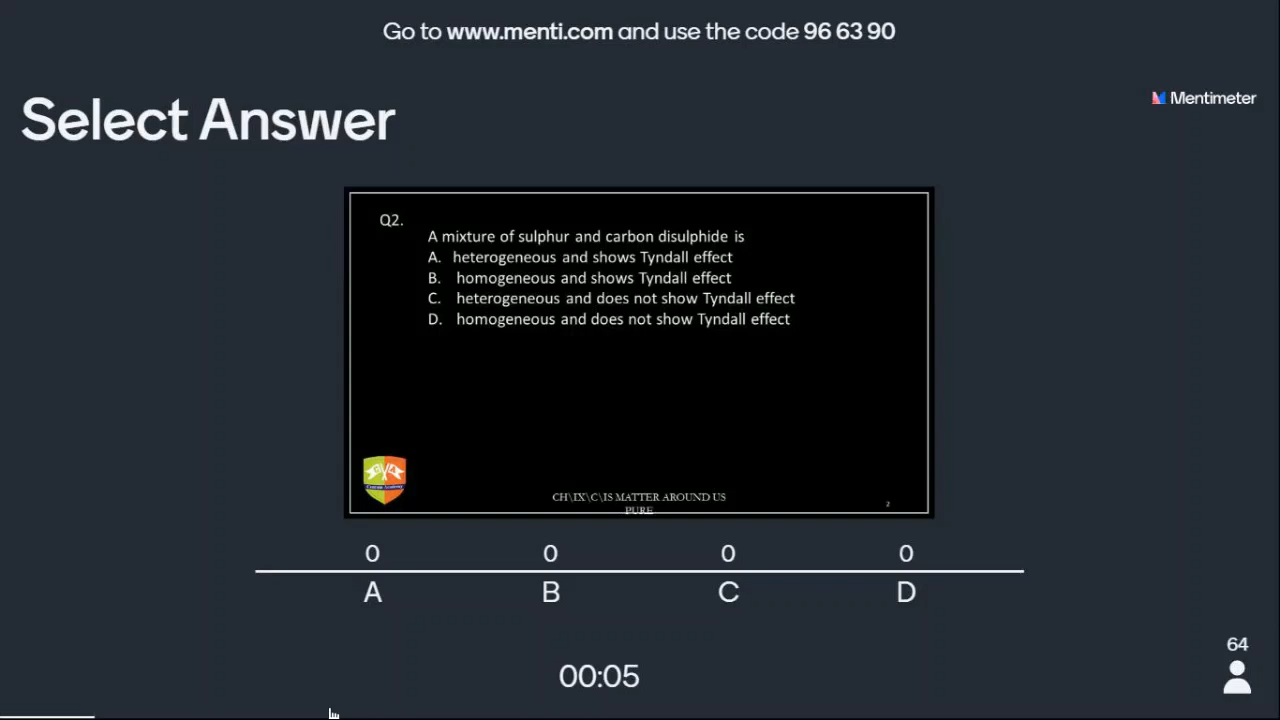 Go to www.menti.com and use the code 96 63 90
Mentimeter
Select Answer
Q2.
A mixture of sulphur and carbon disulphide is
A. heterogeneous and shows Tyndall effect
B. homogeneous and shows Tyndall effect
C. heterogeneous and does not show Tyndall effect
D. homogeneous and does not show Tyndall effect
CH\IX\C\IS MATTER AROUND US
PURE
2
0 0 0 0
A B C D
00:05
64